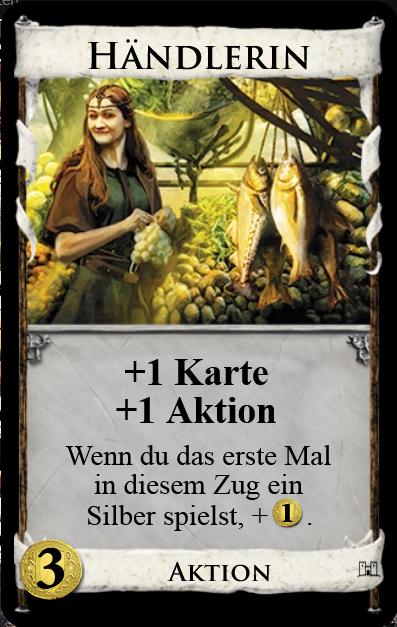 HÄNDLERIN
+1 Karte
+1 Aktion
Wenn du das erste Mal
in diesem Zug ein
Silber spielst, + 1 .
3 AKTION